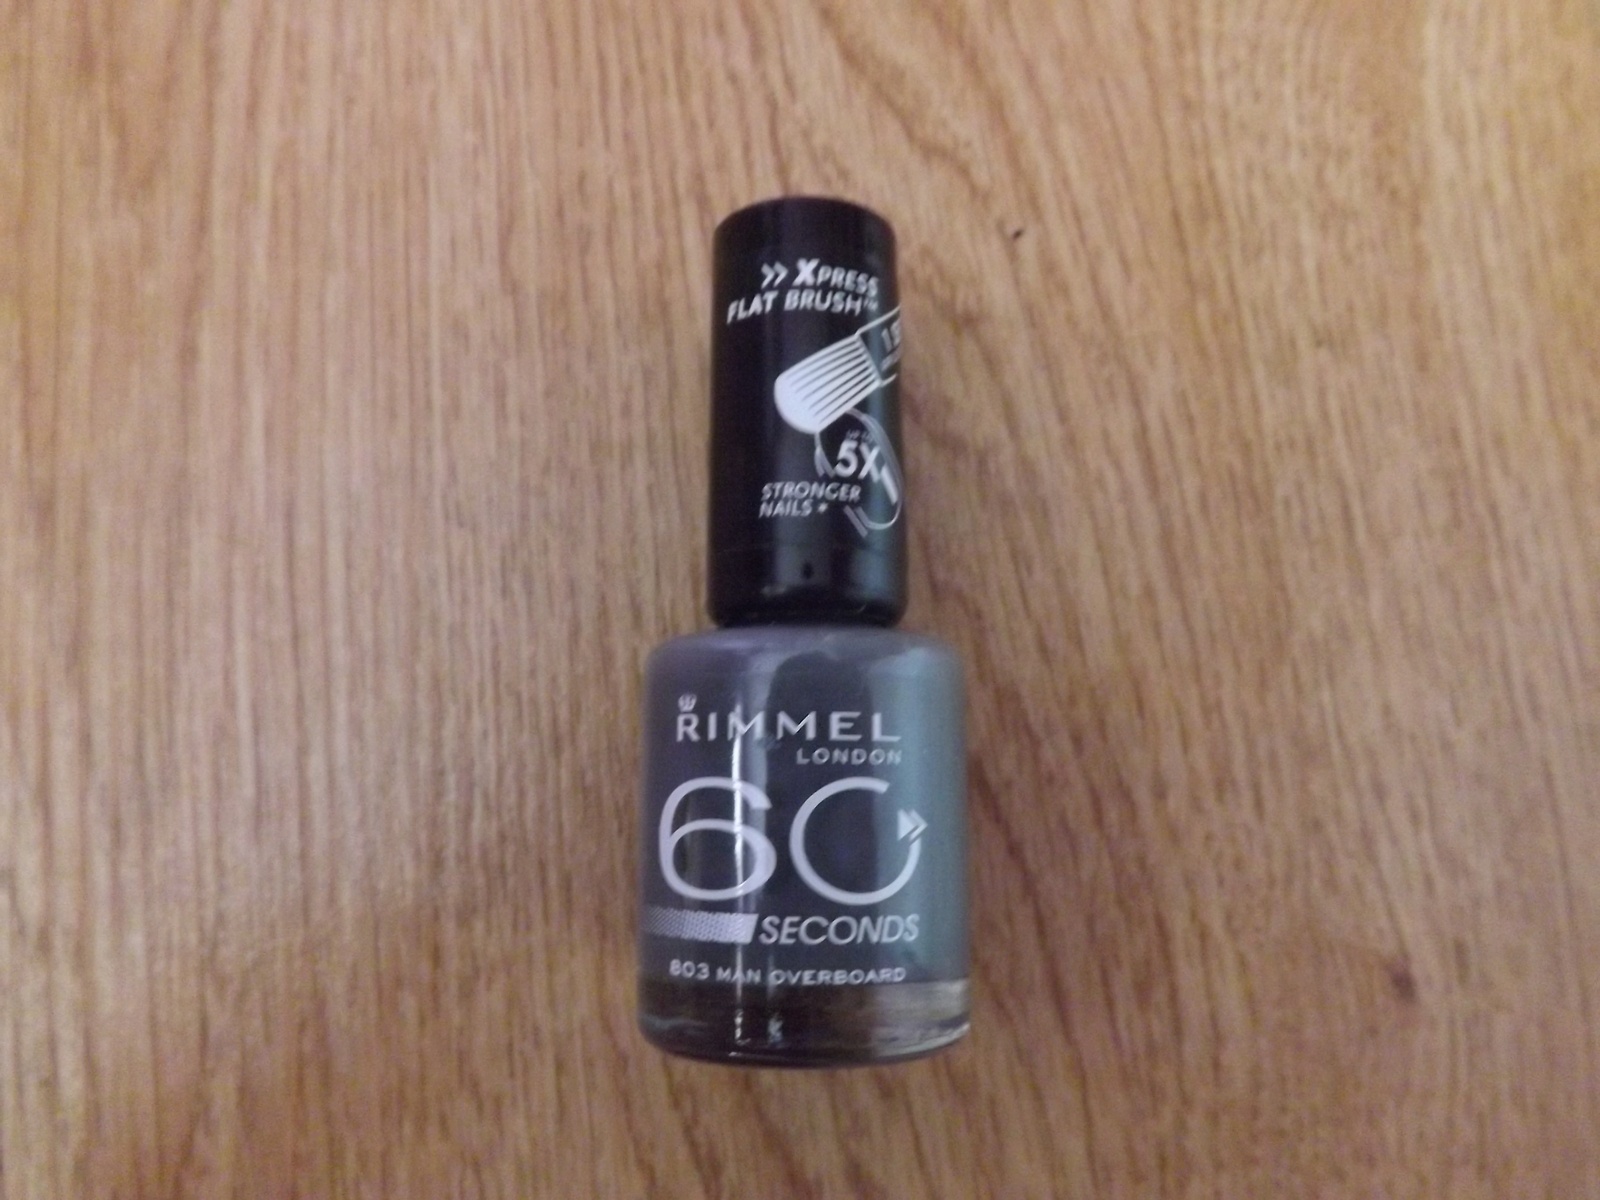 XPRESS
FLAT BRUSH™
5X
STRONGER
NAILS +
RIMMEL
LONDON
60
SECONDS
803 MAN OVERBOARD